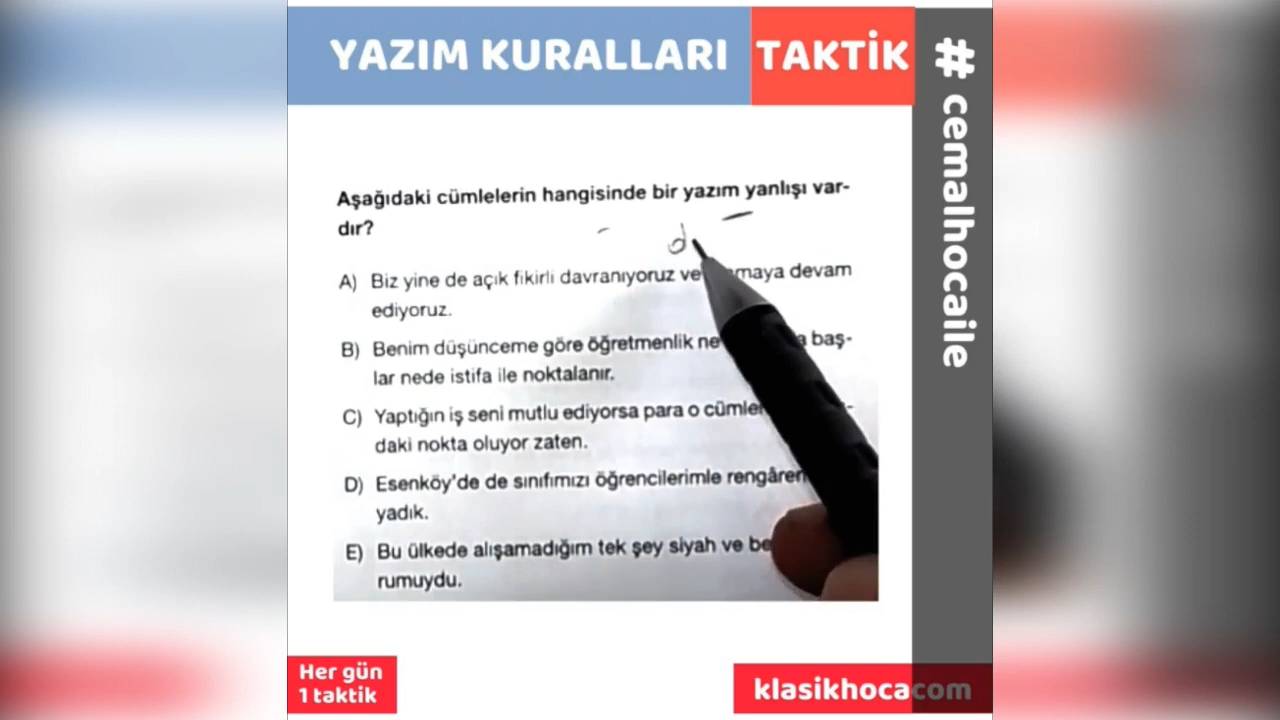 YAZIM KURALLARI TAKTİK
# cemalhocaile
Aşağıdaki cümlelerin hangisinde bir yazım yanlışı var-
dır?
d
A) Biz yine de açık fikirli davranıyoruz ve devam
ediyoruz.
B) Benim düşünceme göre öğretmenlik baş-
lar nede istifa ile noktalanır.
C) Yaptığın iş seni mutlu ediyorsa para o
daki nokta oluyor zaten.
D) Esenköy'de de sınıfımızı öğrencilerimle
yadık.
E) Bu ülkede alışamadığım tek şey siyah ve
rumuydu.
Her gün
1 taktik
klasikhocacom